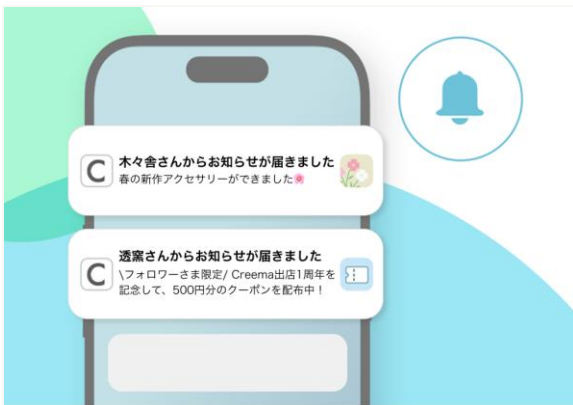 C
木々舎さんからお知らせが届きました
春の新作アクセサリーができました🌸
C
透窯さんからお知らせが届きました
\フォロワーさま限定/ Creema出店1周年を
記念して、500円分のクーポンを配布中！